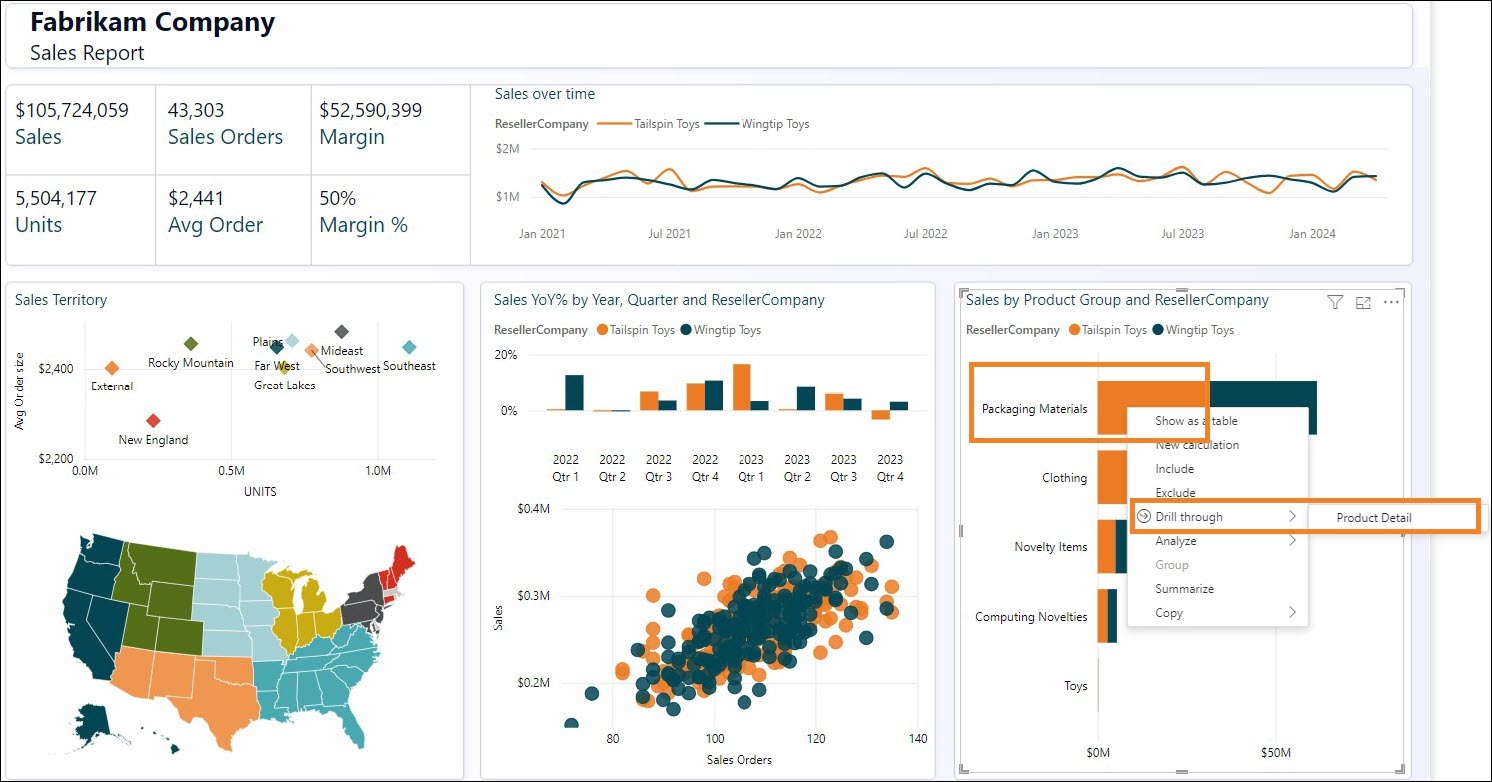 Fabrikam Company
Sales Report
$105,724,059
Sales
43,303
Sales Orders
$52,590,399
Margin
5,504,177
Units
$2,441
Avg Order
50%
Margin %
Sales over time
ResellerCompany Tailspin Toys Wingtip Toys
$2M
$1M
Jan 2021 Jul 2021 Jan 2022 Jul 2022 Jan 2023 Jul 2023 Jan 2024
Sales Territory
Avg Order size
$2,400
$2,200
External
Rocky Mountain
New England
Plains
Far West
Great Lakes
Mideast
Southwest
Southeast
0.0M 0.5M 1.0M
UNITS
Sales YoY% by Year, Quarter and ResellerCompany
ResellerCompany Tailspin Toys Wingtip Toys
20%
0%
2022 2022 2022 2022 2023 2023 2023 2023
Qtr 1 Qtr 2 Qtr 3 Qtr 4 Qtr 1 Qtr 2 Qtr 3 Qtr 4
$0.4M
$0.3M
$0.2M
Sales
80 100 120 140
Sales Orders
Sales by Product Group and ResellerCompany
ResellerCompany Tailspin Toys Wingtip Toys
Packaging Materials
Clothing
Novelty Items
Computing Novelties
Toys
$0M $50M
Show as a table
New calculation
Include
Exclude
Drill through
Product Detail
Analyze
Group
Summarize
Copy